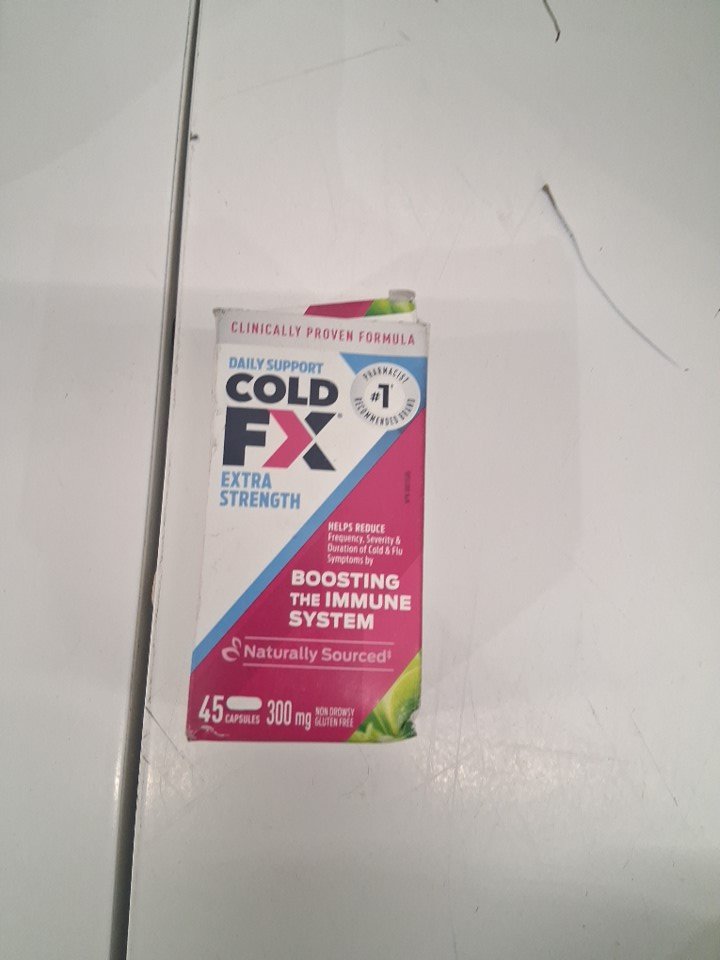 CLINICALLY PROVEN FORMULA
DAILY SUPPORT
COLD
FX®
EXTRA
STRENGTH
PHARMACIST
#1*
RECOMMENDED BRAND
HELPS REDUCE
Frequency, Severity &
Duration of Cold & Flu
Symptoms by
BOOSTING
THE IMMUNE
SYSTEM
Naturally Sourced‡
45 CAPSULES 300 mg NON DROWSY
GLUTEN FREE